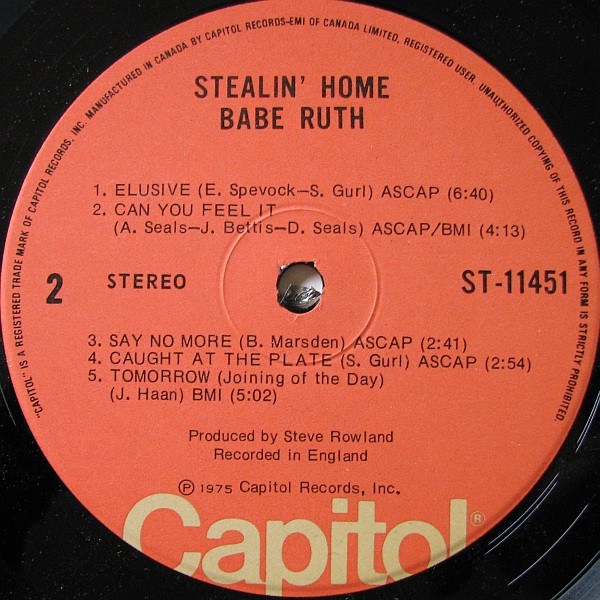 MANUFACTURED IN CANADA BY CAPITOL RECORDS-EMI OF CANADA LIMITED, REGISTERED USER. UNAUTHORIZED COPYING OF THIS RECORD IN ANY FORM IS STRICTLY PROHIBITED.
"CAPITOL" IS A REGISTERED TRADE MARK OF CAPITOL RECORDS, INC.
STEALIN' HOME
BABE RUTH
1. ELUSIVE (E. Spevock—S. Gurl) ASCAP (6:40)
2. CAN YOU FEEL IT
(A. Seals—J. Bettis—D. Seals) ASCAP/BMI (4:13)
2 STEREO ST-11451
3. SAY NO MORE (B. Marsden) ASCAP (2:41)
4. CAUGHT AT THE PLATE (S. Gurl) ASCAP (2:54)
5. TOMORROW (Joining of the Day)
(J. Haan) BMI (5:02)
Produced by Steve Rowland
Recorded in England
℗ 1975 Capitol Records, Inc.
Capitol®